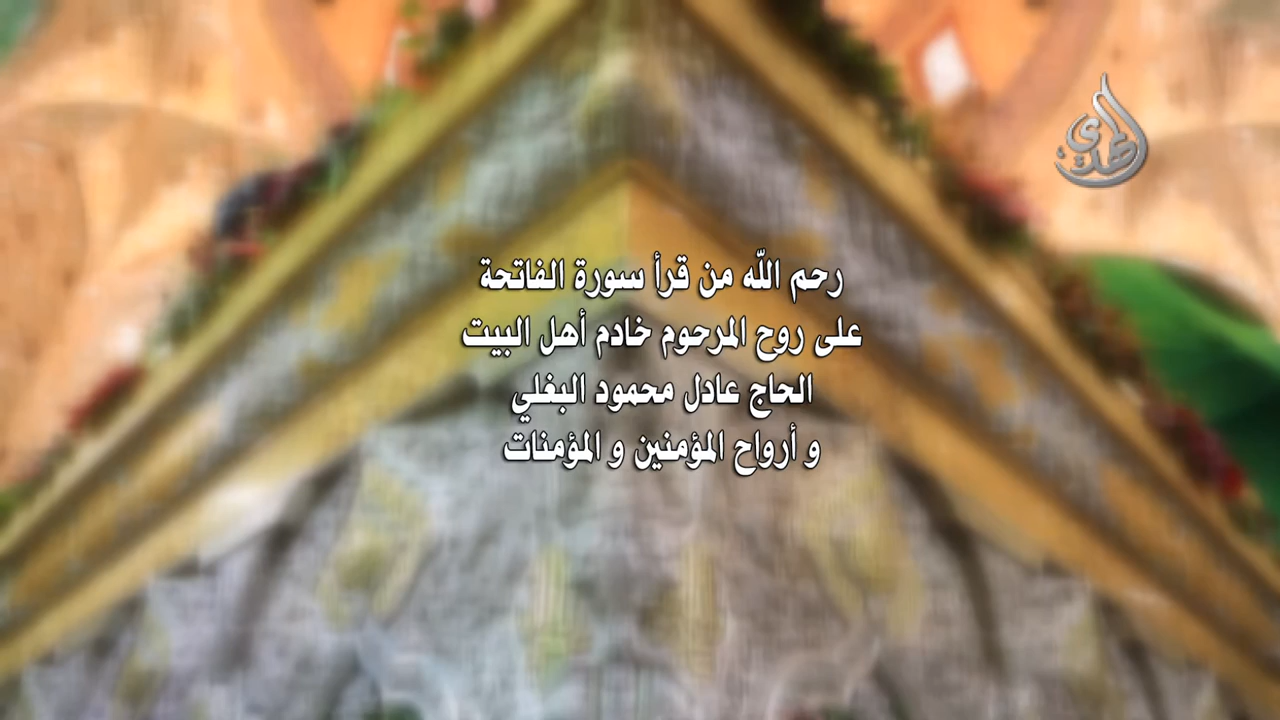 المهدي
رحم الله من قرأ سورة الفاتحة
على روح المرحوم خادم أهل البيت
الحاج عادل محمود البغلي
و أرواح المؤمنين و المؤمنات